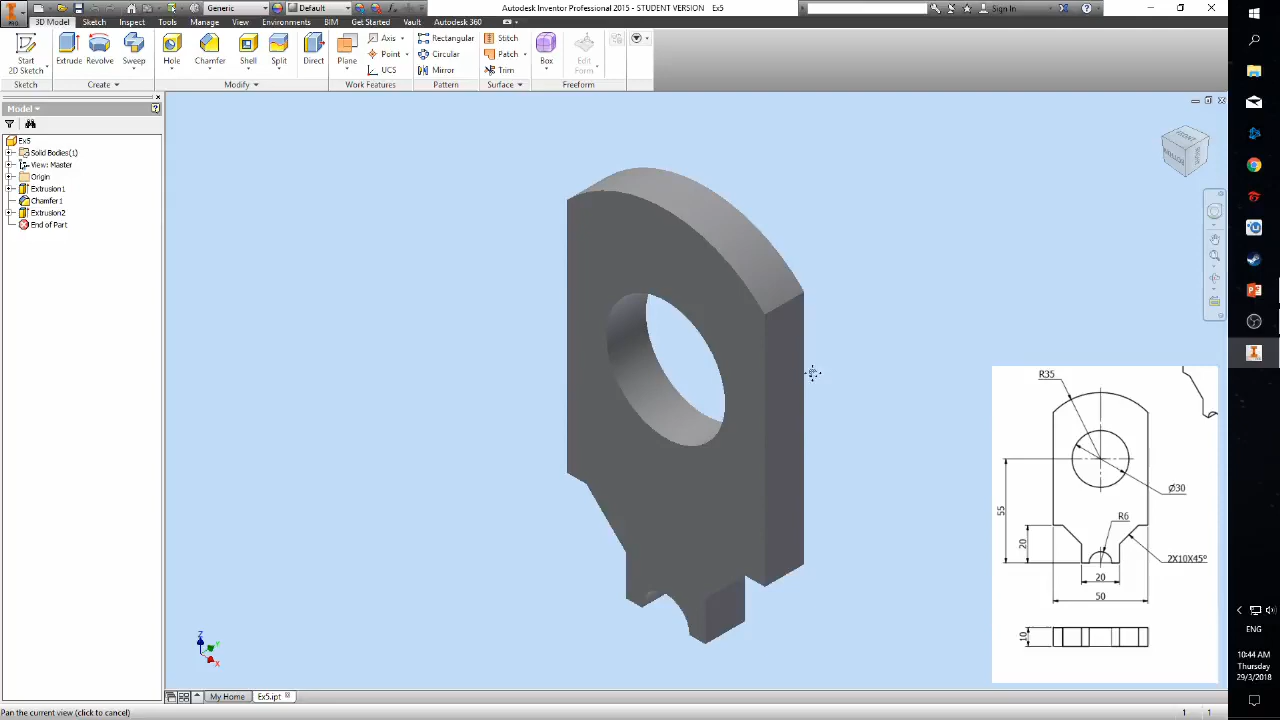 Generic
Default
Autodesk Inventor Professional 2015 - STUDENT VERSION Ex5
Sign In
PRO
3D Model
Sketch
Inspect
Tools
Manage
View
Environments
BIM
Get Started
Vault
Autodesk 360
Start
2D Sketch
Extrude
Revolve
Sweep
Hole
Chamfer
Shell
Split
Direct
Plane
Axis
Point
UCS
Rectangular
Circular
Mirror
Stitch
Patch
Trim
Box
Edit
Form
Sketch
Create
Modify
Work Features
Pattern
Surface
Freeform
Model
Ex5
Solid Bodies(1)
View: Master
Origin
Extrusion1
Chamfer1
Extrusion2
End of Part
FRONT
Z
Y
X
R35
Ø30
55
R6
20
2X10X45°
20
50
10
My Home
Ex5.ipt
Pan the current view (click to cancel)
1
1
ENG
10:44 AM
Thursday
29/3/2018